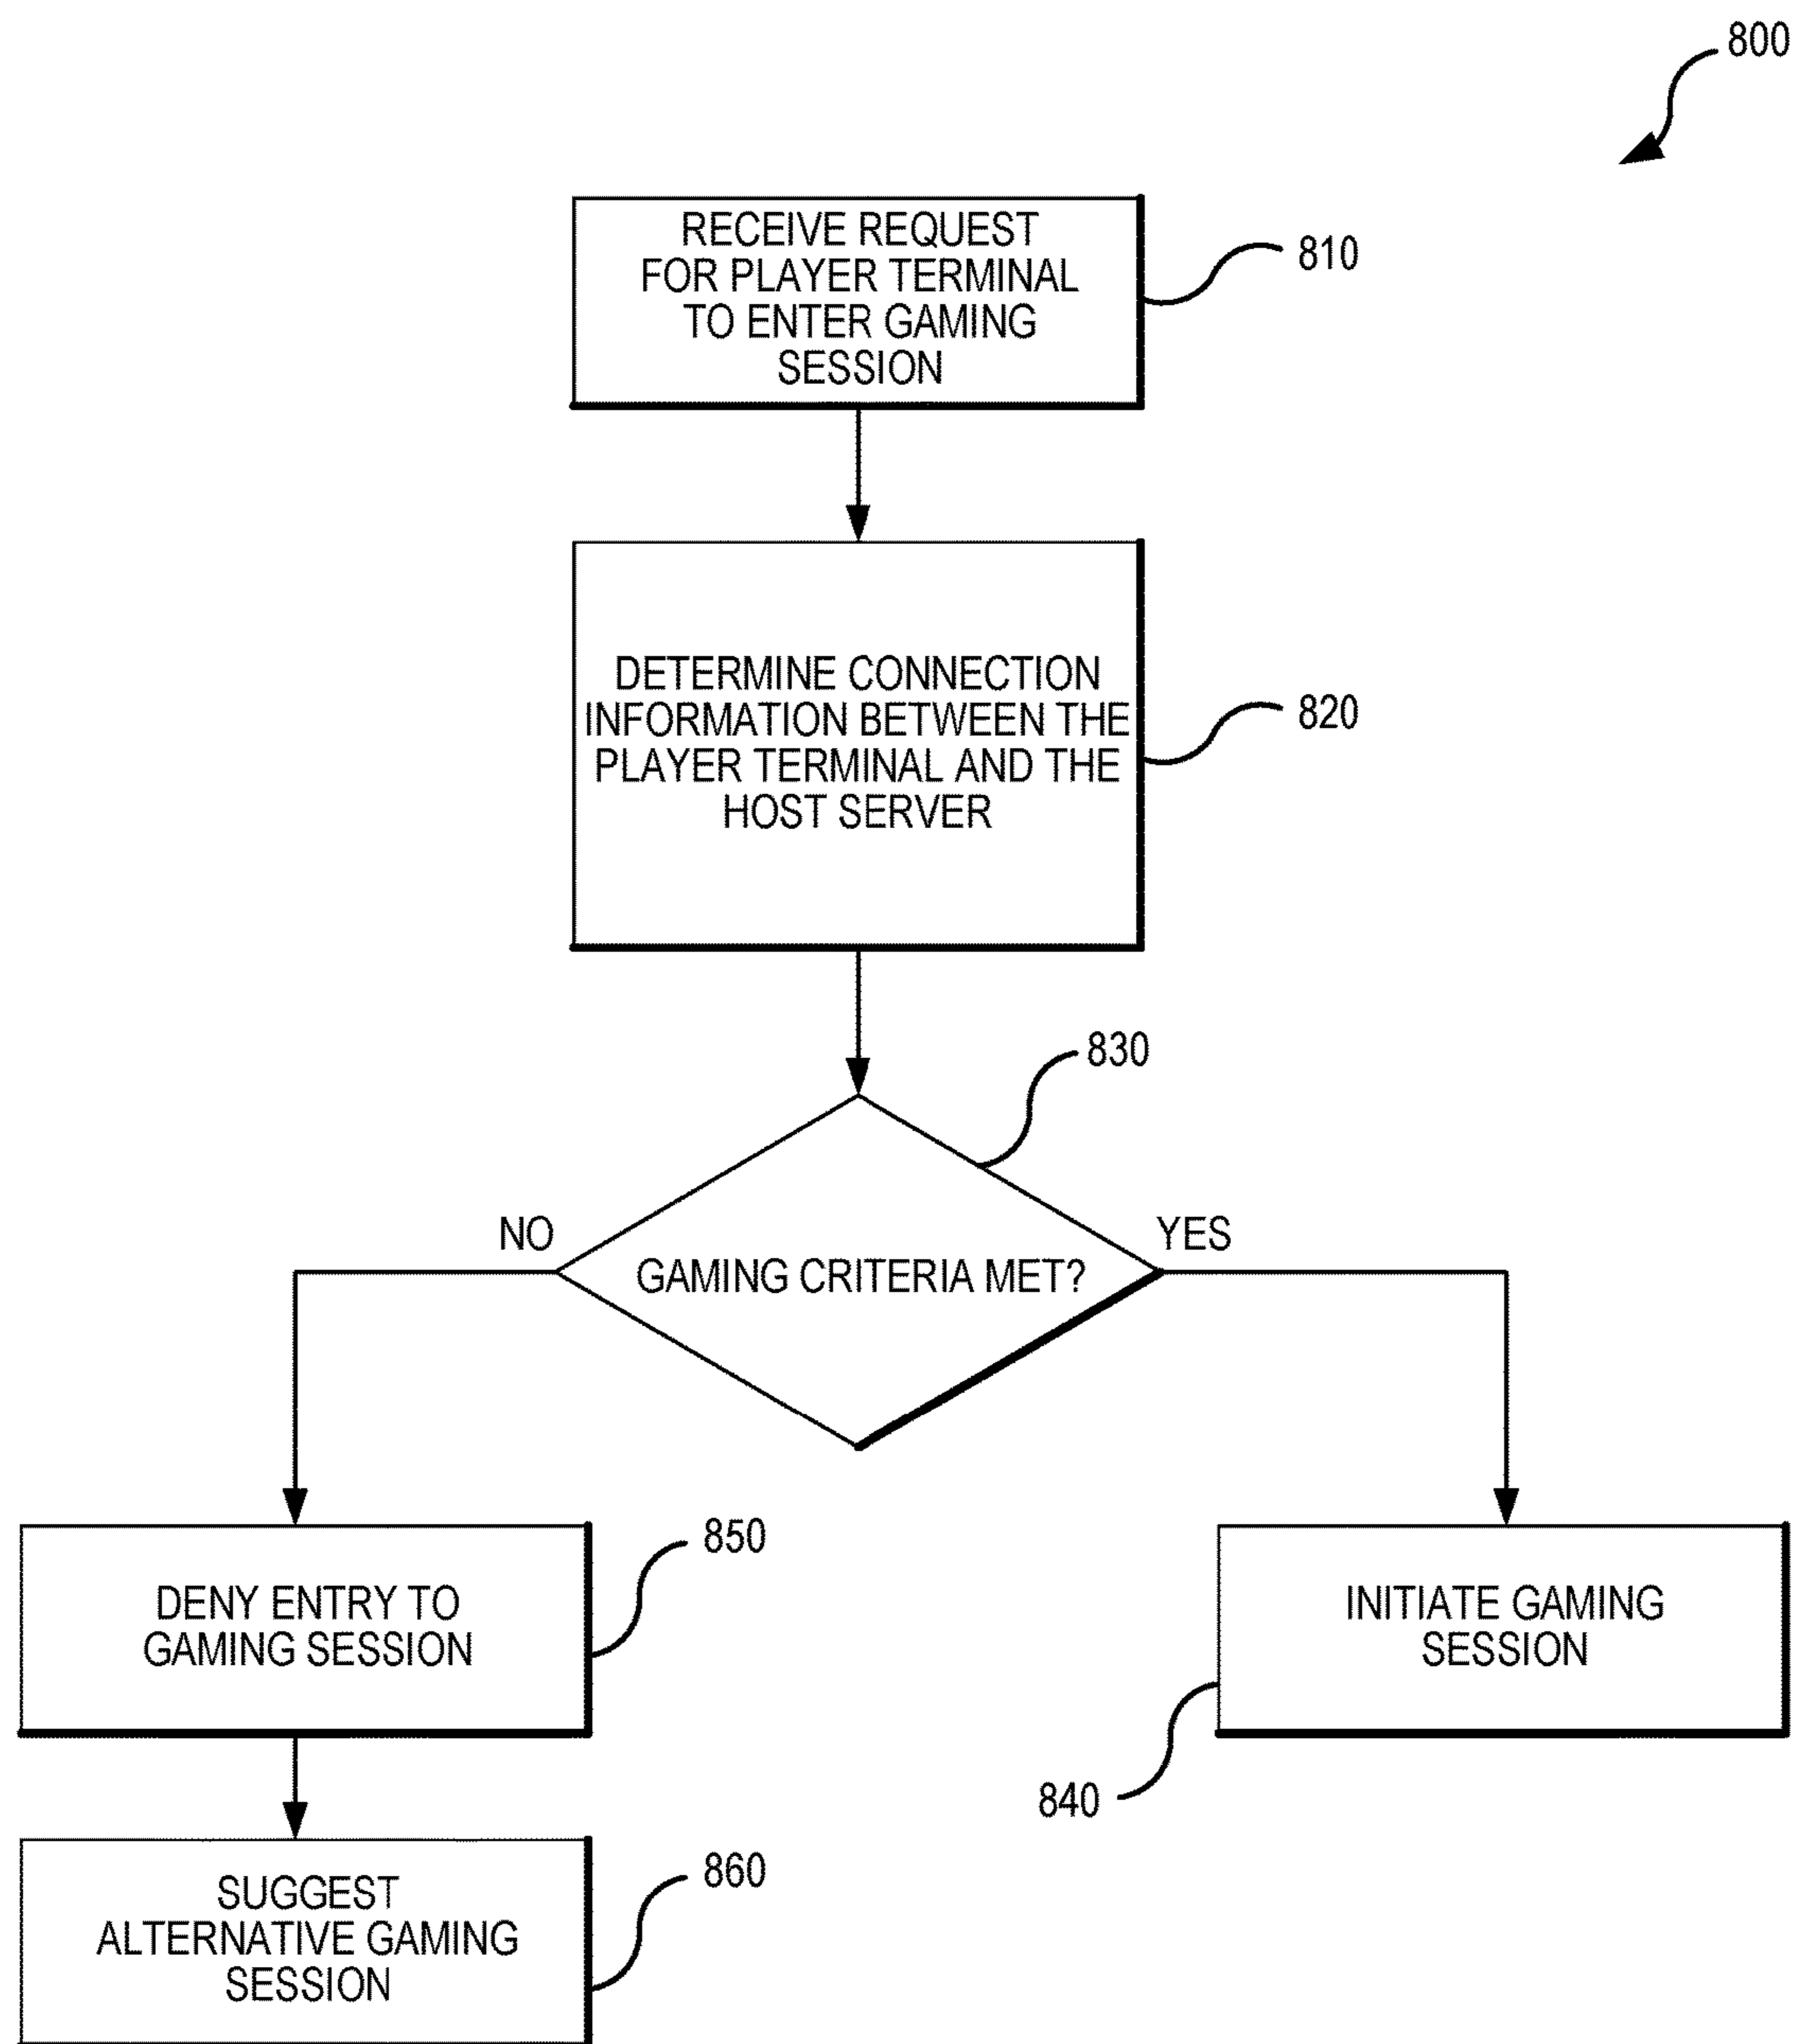 800
RECEIVE REQUEST
FOR PLAYER TERMINAL
TO ENTER GAMING
SESSION
810
DETERMINE CONNECTION
INFORMATION BETWEEN THE
PLAYER TERMINAL AND THE
HOST SERVER
820
830
NO
YES
GAMING CRITERIA MET?
850
DENY ENTRY TO
GAMING SESSION
INITIATE GAMING
SESSION
840
860
SUGGEST
ALTERNATIVE GAMING
SESSION